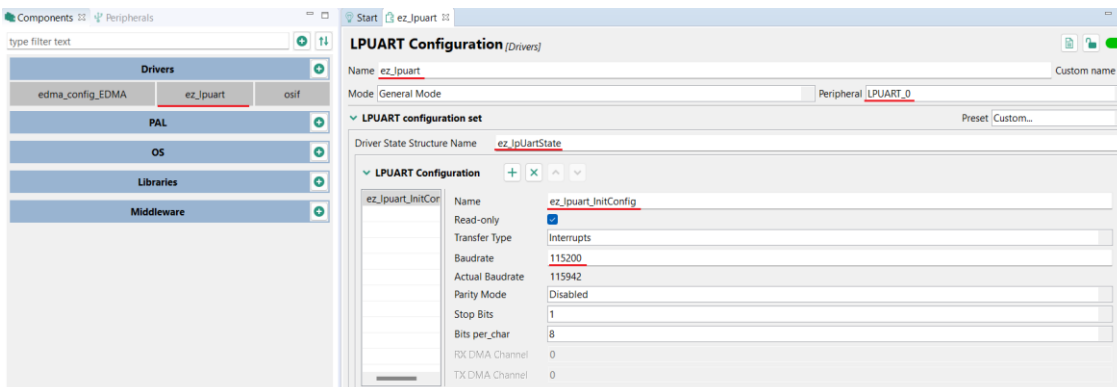 Components Peripherals
type filter text
Drivers
edma_config_EDMA ez_lpuart osif
PAL
OS
Libraries
Middleware
Start ez_lpuart
LPUART Configuration [Drivers]
Name ez_lpuart Custom name
Mode General Mode Peripheral LPUART_0
LPUART configuration set Preset Custom...
Driver State Structure Name ez_lpUartState
LPUART Configuration
ez_lpuart_InitCor
Name ez_lpuart_InitConfig
Read-only
Transfer Type Interrupts
Baudrate 115200
Actual Baudrate 115942
Parity Mode Disabled
Stop Bits 1
Bits per_char 8
RX DMA Channel 0
TX DMA Channel 0